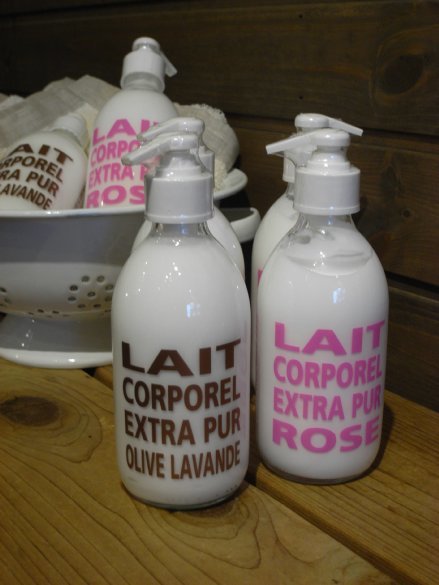 LAIT
CORPOREL
EXTRA PUR
LAVANDE
LAIT
CORPOREL
EXTRA PUR
ROSE
LAIT
CORPOREL
EXTRA PUR
OLIVE LAVANDE
LAIT
CORPOREL
EXTRA PUR
ROSE